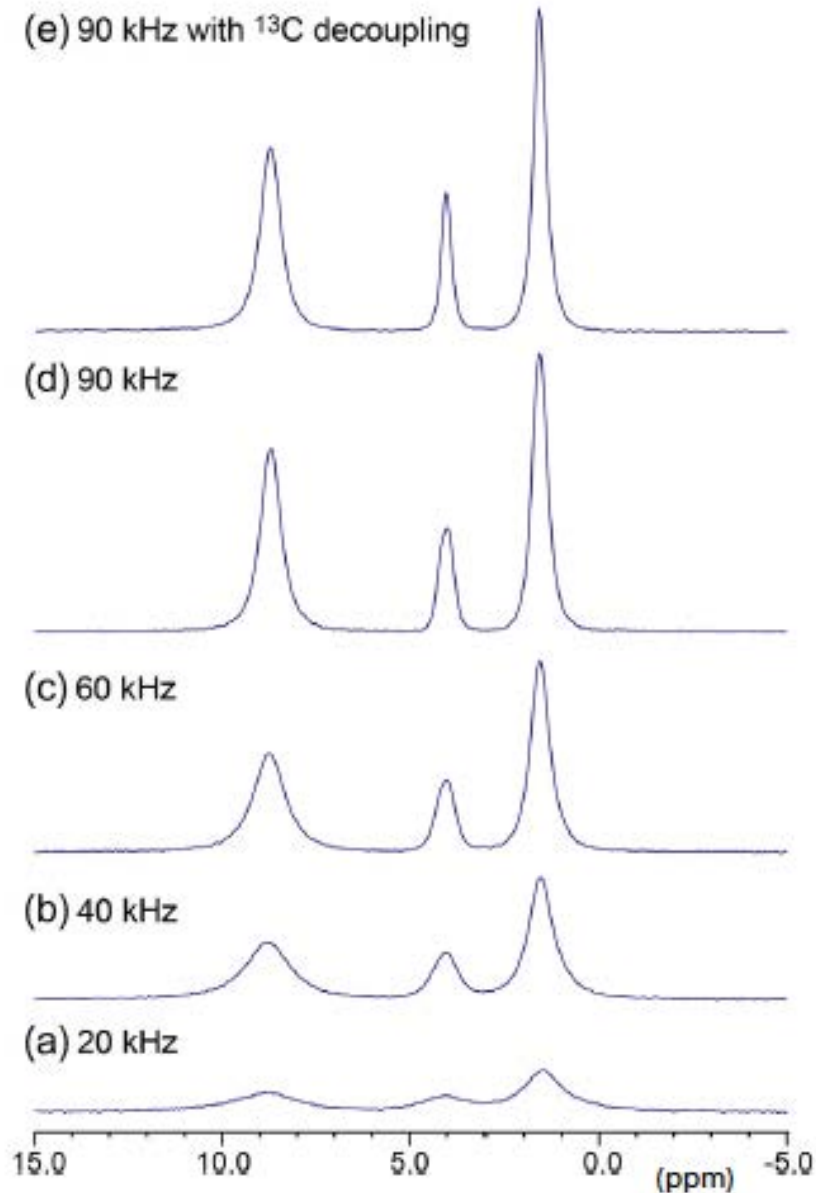 (e) 90 kHz with ¹³C decoupling
(d) 90 kHz
(c) 60 kHz
(b) 40 kHz
(a) 20 kHz
15.0 10.0 5.0 0.0 (ppm) -5.0